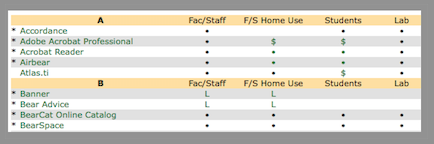 A Fac/Staff F/S Home Use Students Lab
* Accordance • • •
* Adobe Acrobat Professional • $ $ •
* Acrobat Reader • • • •
* Airbear • • • •
Atlas.ti • • $ •
B Fac/Staff F/S Home Use Students Lab
* Banner L L
* Bear Advice L L
* BearCat Online Catalog • • • •
* BearSpace • • • •